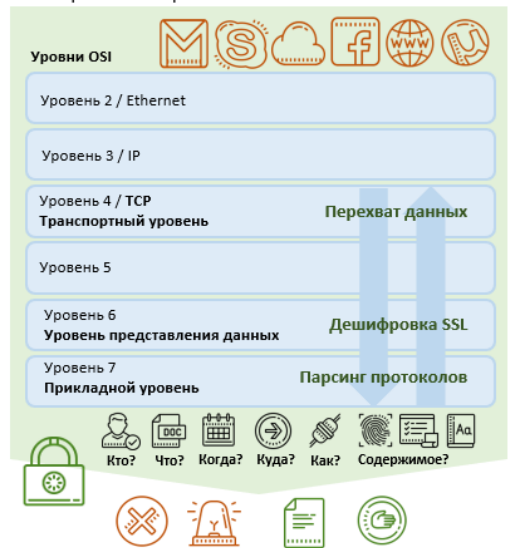 Уровни OSI
www
Уровень 2 / Ethernet
Уровень 3 / IP
Уровень 4 / TCP
Транспортный уровень
Перехват данных
Уровень 5
Уровень 6
Уровень представления данных
Дешифровка SSL
Уровень 7
Прикладной уровень
Парсинг протоколов
DOC
Aa
Кто? Что? Когда? Куда? Как? Содержимое?